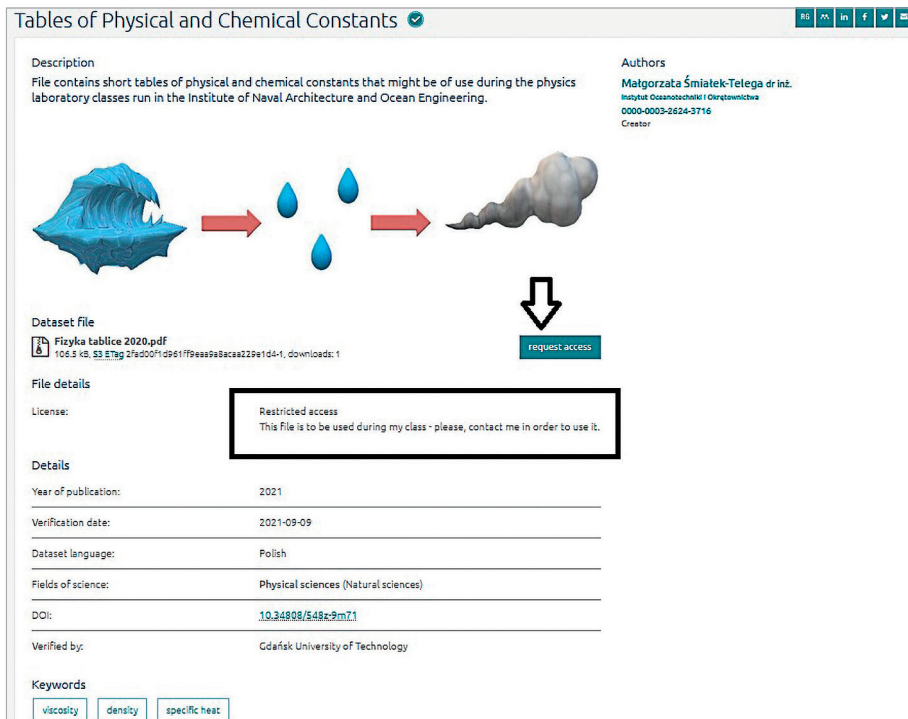 Tables of Physical and Chemical Constants
RG in f
Description
File contains short tables of physical and chemical constants that might be of use during the physics
laboratory classes run in the Institute of Naval Architecture and Ocean Engineering.
Authors
Małgorzata Śmiałek-Telega dr inż.
Instytut Oceanotechniki i Okrętownictwa
0000-0003-2624-3716
Creator
Dataset file
Fizyka tablice 2020.pdf
106.5 kB, S3 ETag 2fad00f1d961ff9eaa9a8acaa229e1d4-1, downloads: 1
request access
File details
License:
Restricted access
This file is to be used during my class - please, contact me in order to use it.
Details
Year of publication: 2021
Verification date: 2021-09-09
Dataset language: Polish
Fields of science: Physical sciences (Natural sciences)
DOI: 10.34808/548z-9m71
Verified by: Gdańsk University of Technology
Keywords
viscosity density specific heat